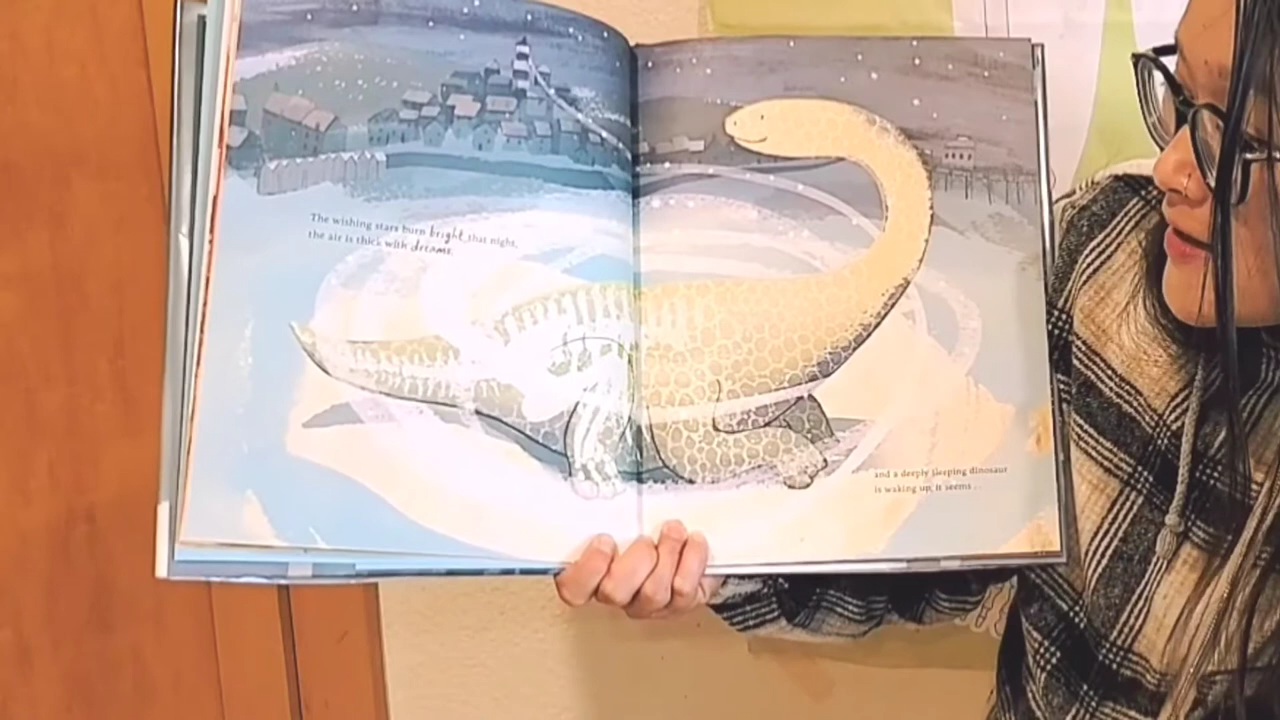 The wishing stars burn bright that night,
the air is thick with dreams.
and a deeply sleeping dinosaur
is waking up, it seems . . .